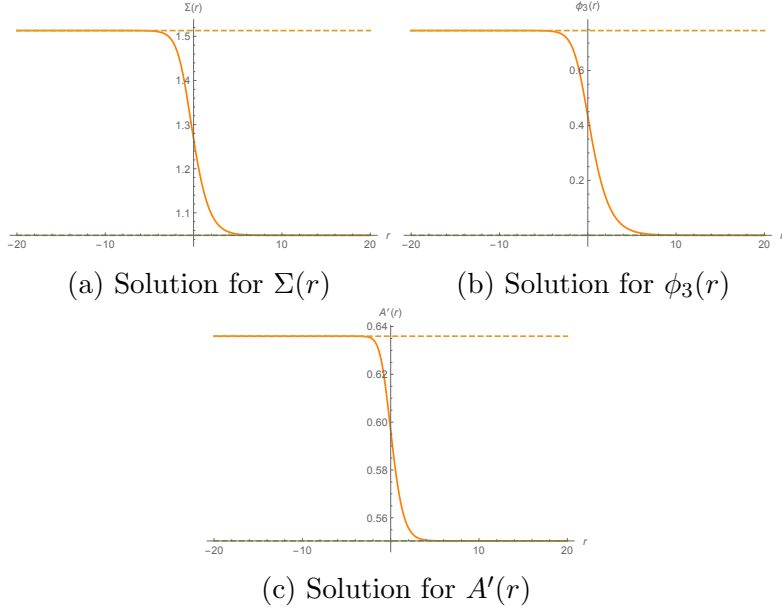 Σ(r)
1.5
1.4
1.3
1.2
1.1
-20 -10 10 20 r
(a) Solution for Σ(r)
ϕ₃(r)
0.6
0.4
0.2
-20 -10 10 20
(b) Solution for ϕ₃(r)
A′(r)
0.64
0.62
0.60
0.58
0.56
-20 -10 10 20 r
(c) Solution for A′(r)